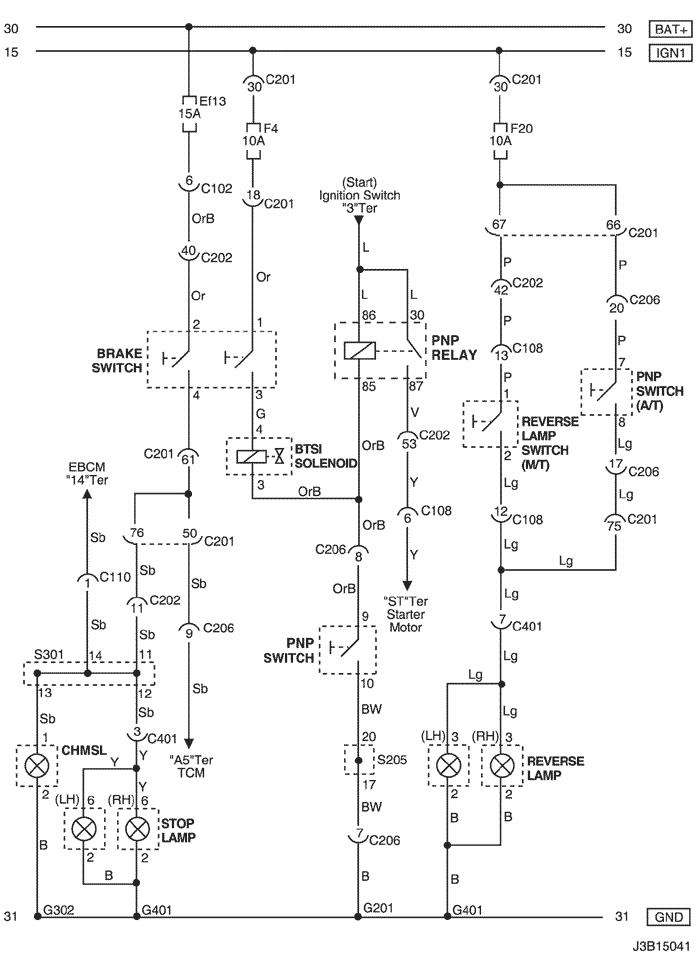 30 30 BAT+
15 15 IGN1
C201 C201
30 30
Ef13
15A F4 F20
10A 10A
6 C102 18 C201 (Start)
Ignition Switch
"3"Ter
OrB
67 66 C201
40 C202 L P P
Or Or L L 42 C202 20 C206
2 1 86 30 P P
BRAKE
SWITCH
PNP
RELAY
13 C108 7
4 3 85 87 P 1
PNP
SWITCH
(A/T)
G V 8
4 REVERSE
LAMP
SWITCH
(M/T)
C201 61 BTSI
SOLENOID
OrB 53 C202 Lg
2 17 C206
EBCM
"14"Ter
3 OrB Y Lg Lg
76 50 C201 OrB 6 C108 12 C108 75 C201
Sb C206 8 Lg Lg
1 C110 Sb Sb OrB Y
11 C202 "ST"Ter
Starter
Motor
Lg
Sb Sb 9 C206 9 7 C401
S301 14 11 PNP
SWITCH
Lg
13 12 Sb 10 Lg
Sb Sb BW Lg
1 3 C401 "A5"Ter
TCM
20 (LH) 3 (RH) 3
CHMSL Y Y S205 REVERSE
LAMP
2 Y 17 2 2
(LH) 6 (RH) 6 BW
STOP
LAMP
7 C206 B B
B 2 2
B B B
31 G302 G401 G201 G401 31 GND
J3B15041